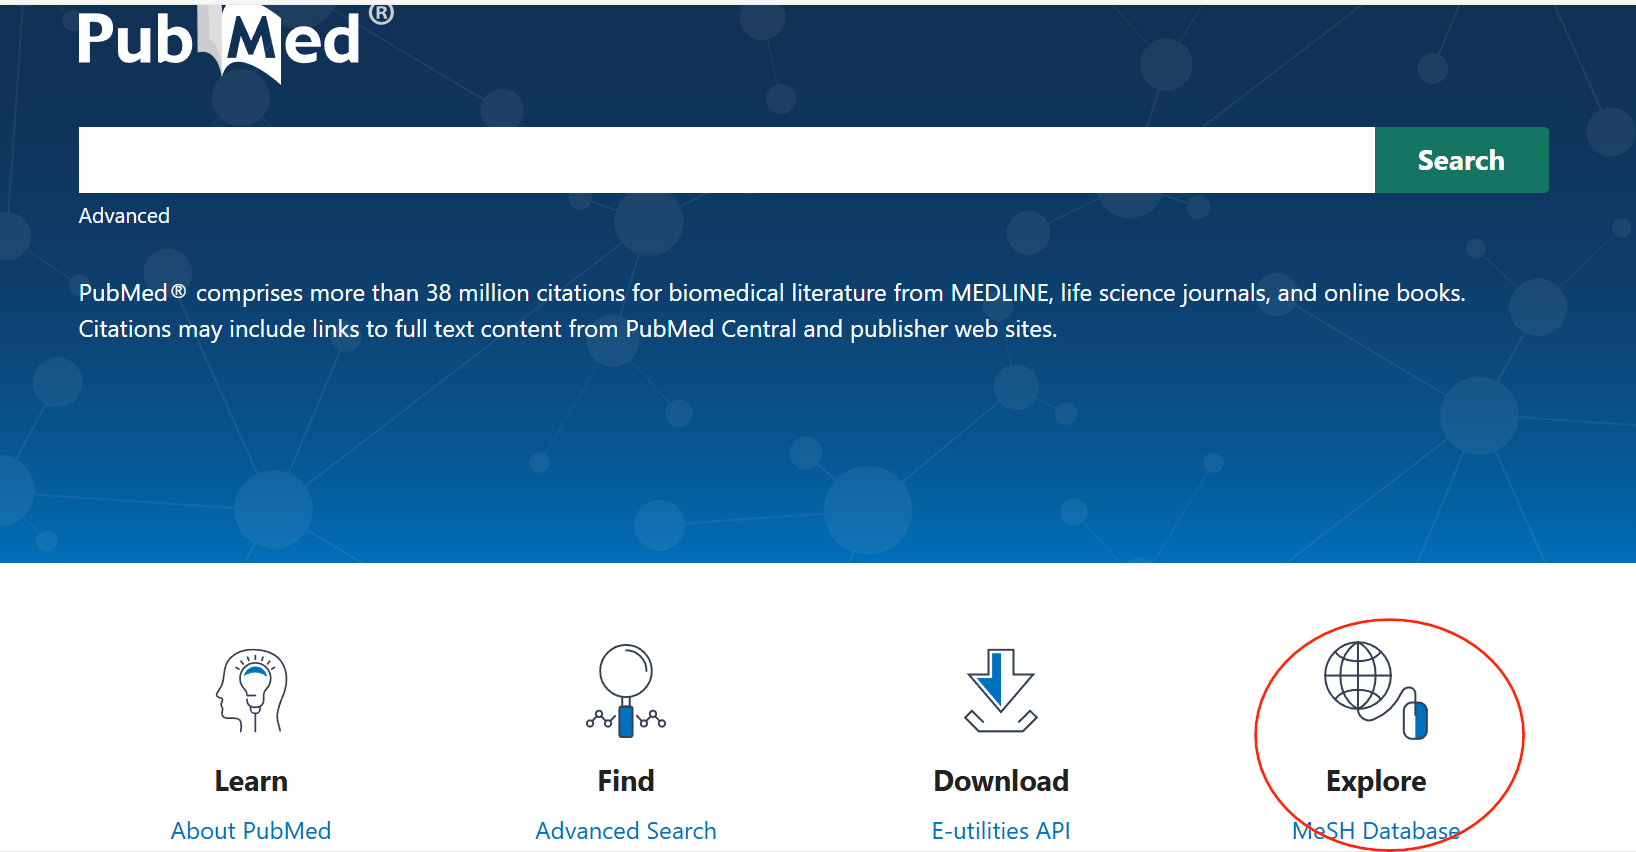 PubMed®
Search
Advanced
PubMed® comprises more than 38 million citations for biomedical literature from MEDLINE, life science journals, and online books.
Citations may include links to full text content from PubMed Central and publisher web sites.
Learn
Find
Download
Explore
About PubMed
Advanced Search
E-utilities API
MeSH Database